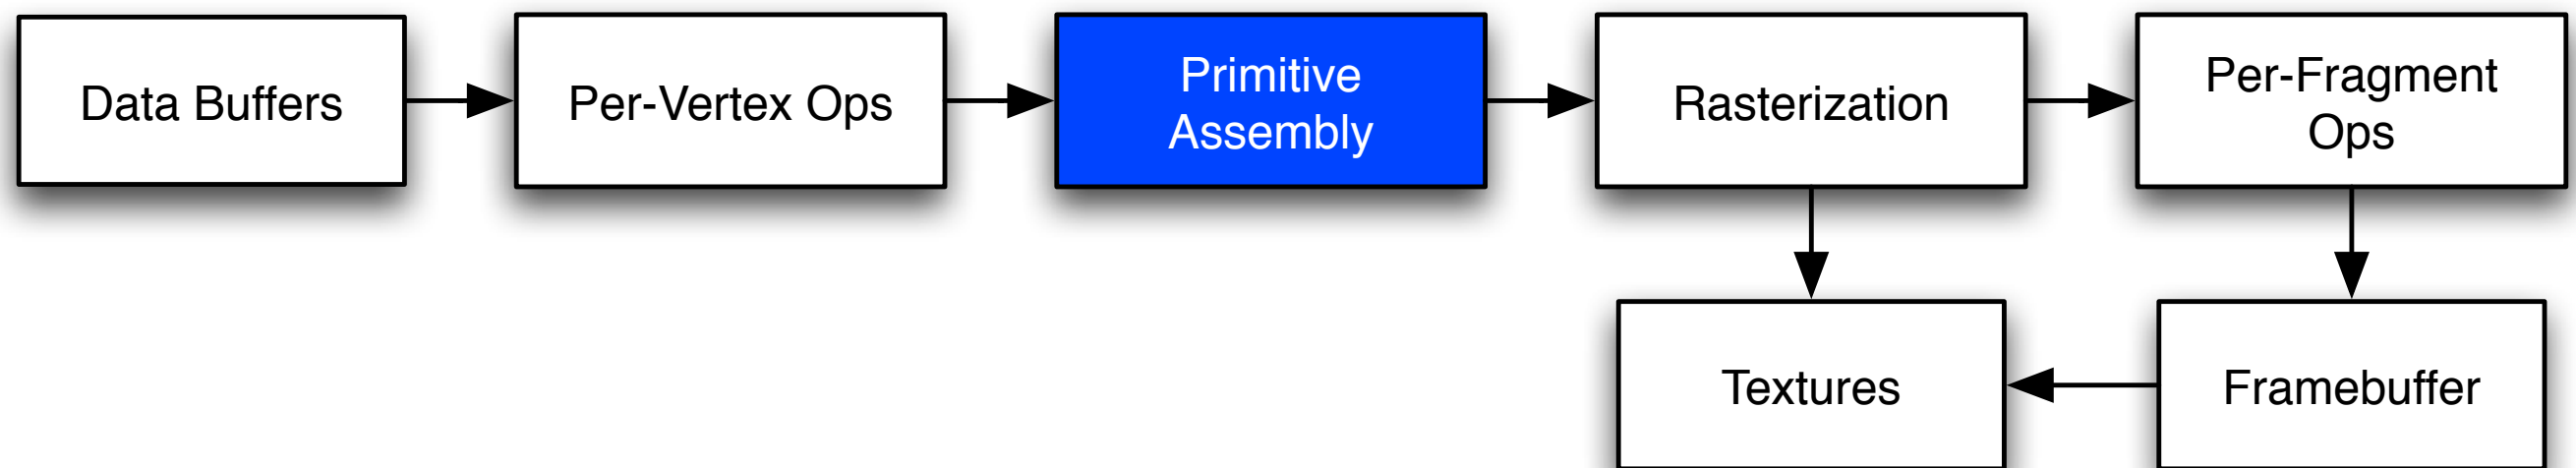 Data Buffers
Per-Vertex Ops
Primitive
Assembly
Rasterization
Per-Fragment
Ops
Textures
Framebuffer